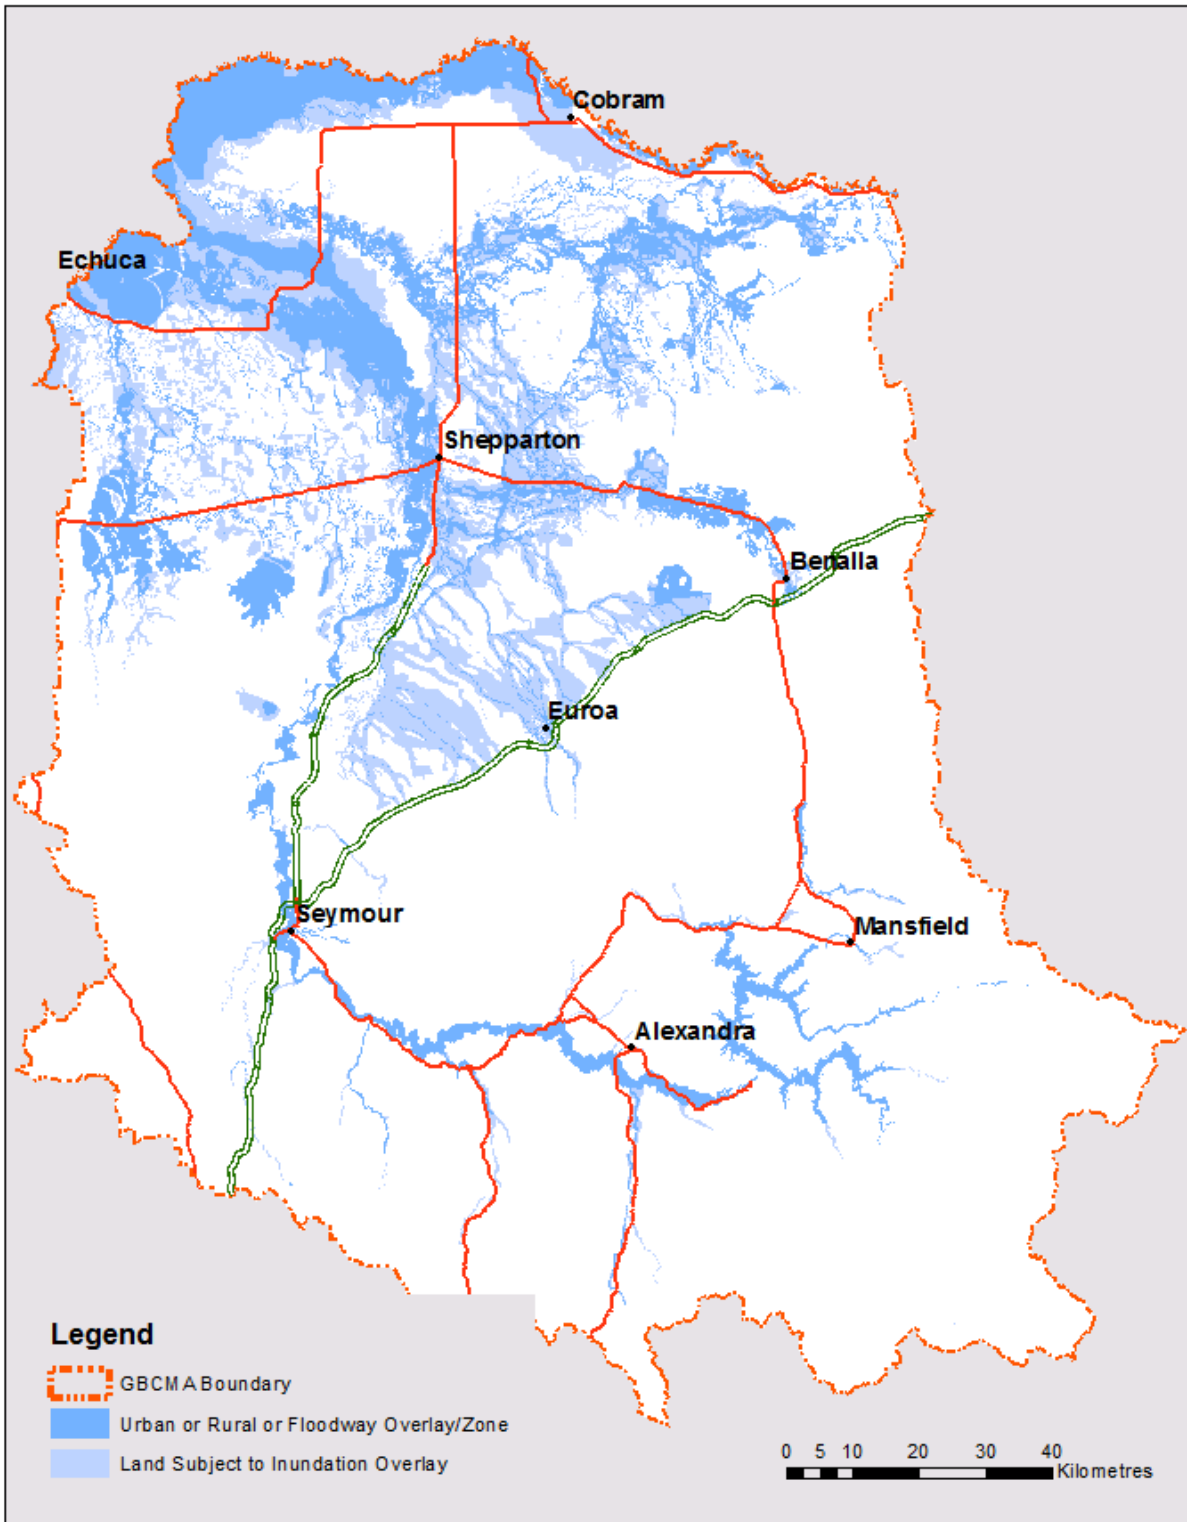 Cobram
Echuca
Shepparton
Benalla
Euroa
Seymour
Mansfield
Alexandra
Legend
GBCMA Boundary
Urban or Rural or Floodway Overlay/Zone
Land Subject to Inundation Overlay
0 5 10 20 30 40
Kilometres